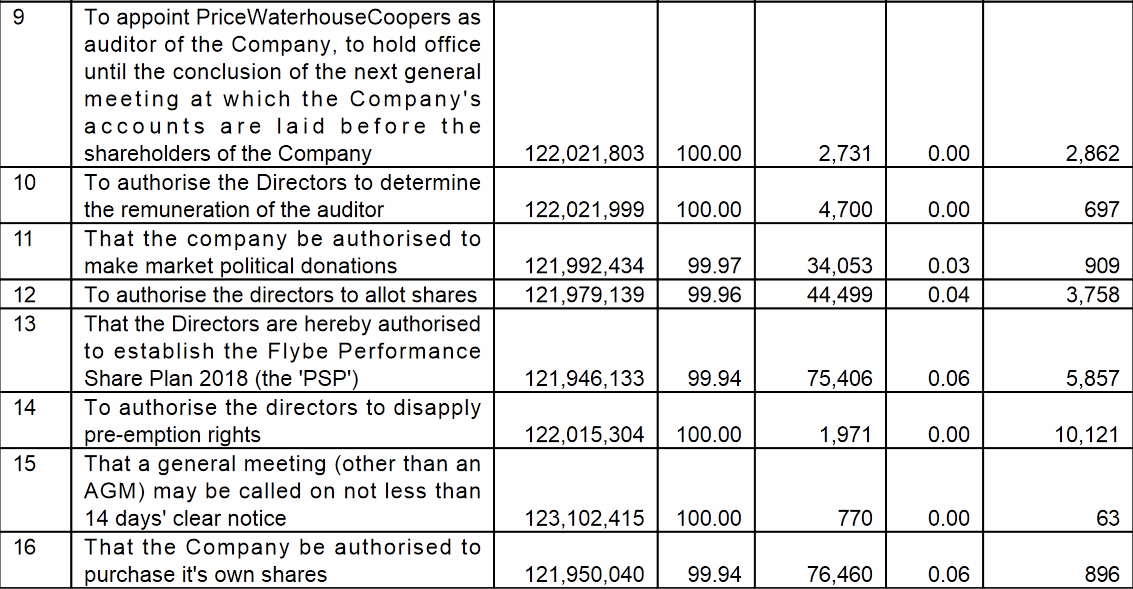 9 To appoint PriceWaterhouseCoopers as
auditor of the Company, to hold office
until the conclusion of the next general
meeting at which the Company's
accounts are laid before the
shareholders of the Company 122,021,803 100.00 2,731 0.00 2,862
10 To authorise the Directors to determine
the remuneration of the auditor 122,021,999 100.00 4,700 0.00 697
11 That the company be authorised to
make market political donations 121,992,434 99.97 34,053 0.03 909
12 To authorise the directors to allot shares 121,979,139 99.96 44,499 0.04 3,758
13 That the Directors are hereby authorised
to establish the Flybe Performance
Share Plan 2018 (the 'PSP') 121,946,133 99.94 75,406 0.06 5,857
14 To authorise the directors to disapply
pre-emption rights 122,015,304 100.00 1,971 0.00 10,121
15 That a general meeting (other than an
AGM) may be called on not less than
14 days' clear notice 123,102,415 100.00 770 0.00 63
16 That the Company be authorised to
purchase it's own shares 121,950,040 99.94 76,460 0.06 896